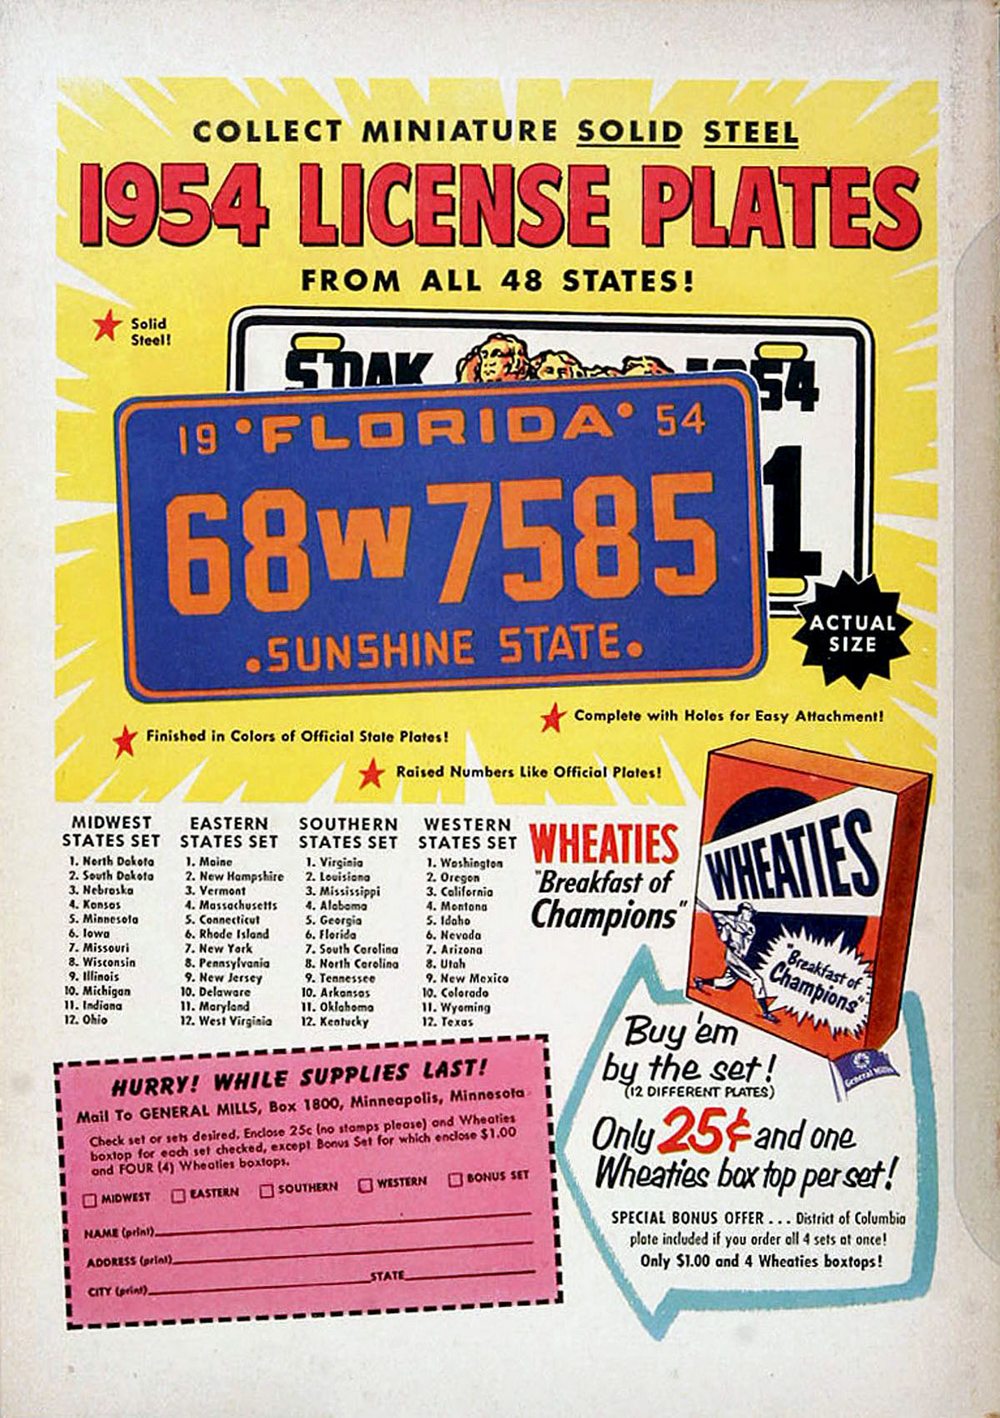 COLLECT MINIATURE SOLID STEEL
1954 LICENSE PLATES
FROM ALL 48 STATES!
Solid
Steel!
S.DAK
54
1
19 •FLORIDA• 54
68W7585
•SUNSHINE STATE•
ACTUAL
SIZE
Complete with Holes for Easy Attachment!
Finished in Colors of Official State Plates!
Raised Numbers Like Official Plates!
MIDWEST
STATES SET
1. North Dakota
2. South Dakota
3. Nebraska
4. Kansas
5. Minnesota
6. Iowa
7. Missouri
8. Wisconsin
9. Illinois
10. Michigan
11. Indiana
12. Ohio
EASTERN
STATES SET
1. Maine
2. New Hampshire
3. Vermont
4. Massachusetts
5. Connecticut
6. Rhode Island
7. New York
8. Pennsylvania
9. New Jersey
10. Delaware
11. Maryland
12. West Virginia
SOUTHERN
STATES SET
1. Virginia
2. Louisiana
3. Mississippi
4. Alabama
5. Georgia
6. Florida
7. South Carolina
8. North Carolina
9. Tennessee
10. Arkansas
11. Oklahoma
12. Kentucky
WESTERN
STATES SET
1. Washington
2. Oregon
3. California
4. Montana
5. Idaho
6. Nevada
7. Arizona
8. Utah
9. New Mexico
10. Colorado
11. Wyoming
12. Texas
WHEATIES
"Breakfast of
Champions"
WHEATIES
"Breakfast of
Champions"
General Mills
Buy 'em
by the set!
(12 DIFFERENT PLATES)
Only 25¢ and one
Wheaties box top per set!
SPECIAL BONUS OFFER . . . District of Columbia
plate included if you order all 4 sets at once!
Only $1.00 and 4 Wheaties boxtops!
HURRY! WHILE SUPPLIES LAST!
Mail To GENERAL MILLS, Box 1800, Minneapolis, Minnesota
Check set or sets desired. Enclose 25c (no stamps please) and Wheaties
boxtop for each set checked, except Bonus Set for which enclose $1.00
and FOUR (4) Wheaties boxtops.
MIDWEST EASTERN SOUTHERN WESTERN BONUS SET
NAME (print)
ADDRESS (print)
CITY (print) STATE